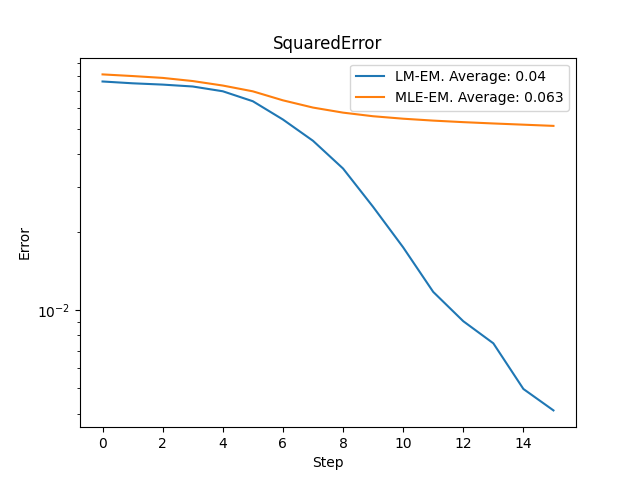 SquaredError
LM-EM. Average: 0.04
MLE-EM. Average: 0.063
Error
10⁻²
0 2 4 6 8 10 12 14
Step